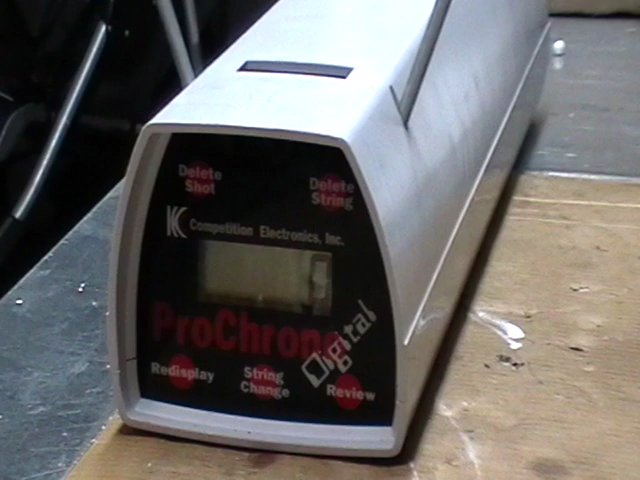 Delete
Shot
Delete
String
Competition Electronics, Inc.
ProChrono
Digital
Redisplay
String
Change
Review